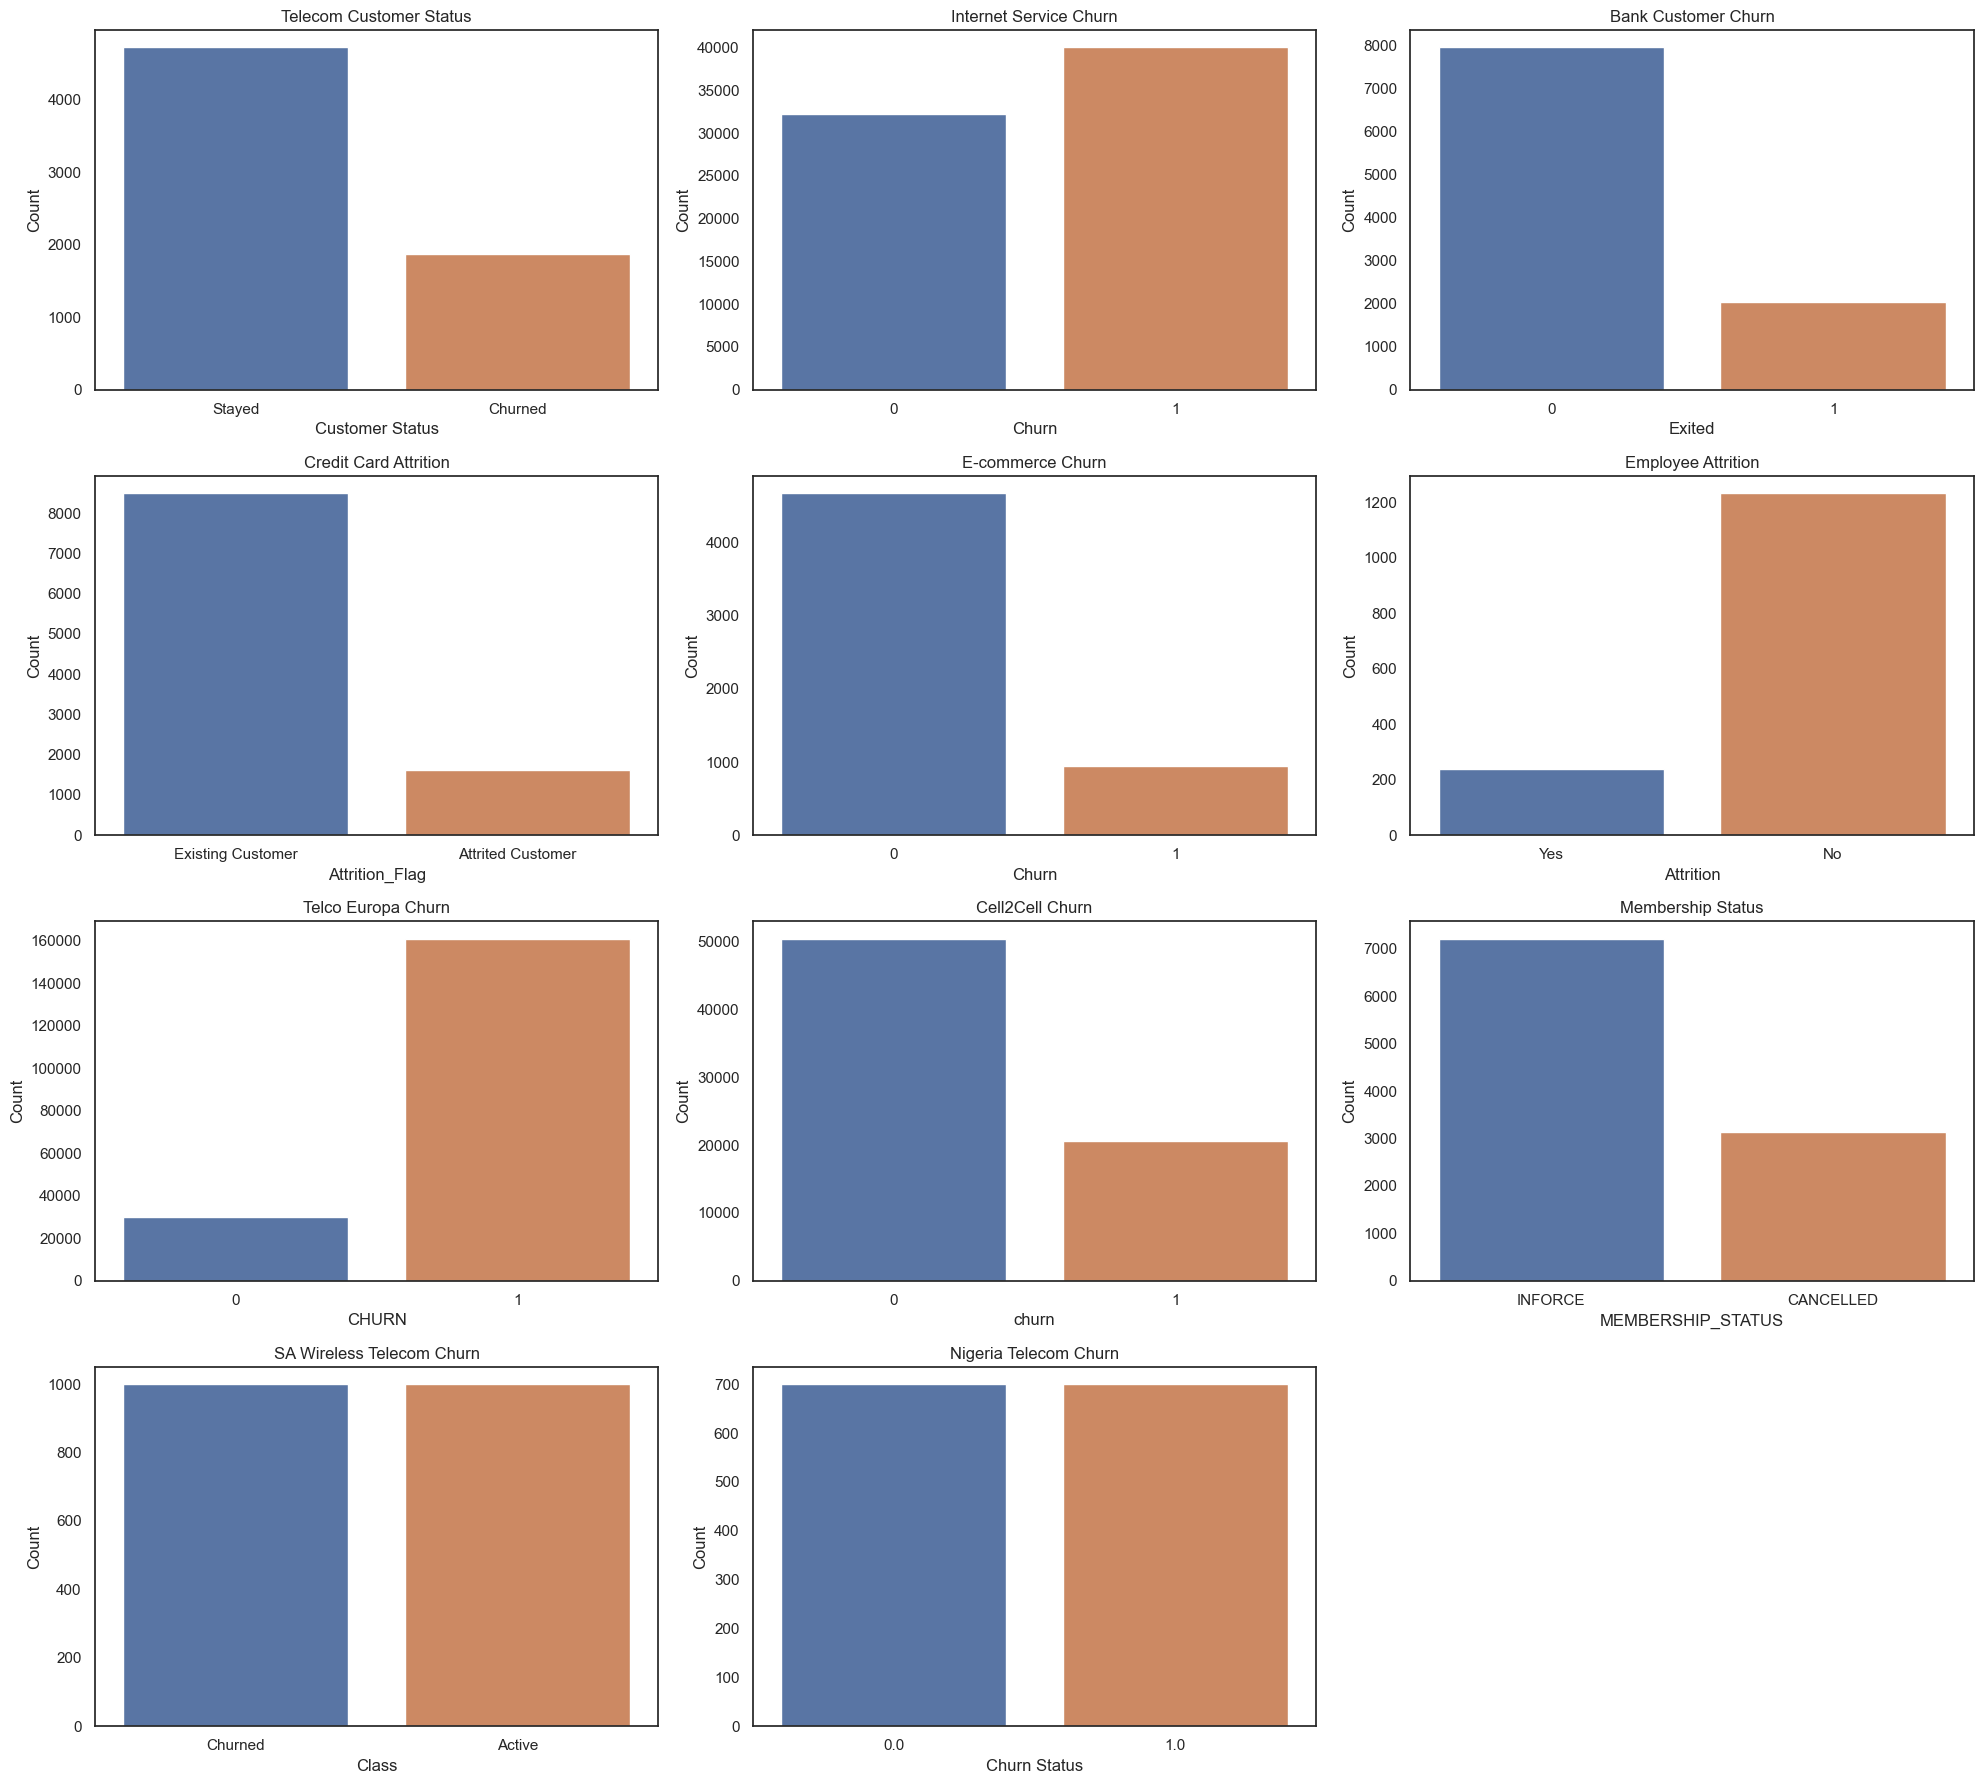 Telecom Customer Status
Count
4000
3000
2000
1000
0
Stayed Churned
Customer Status
Internet Service Churn
Count
40000
35000
30000
25000
20000
15000
10000
5000
0
0 1
Churn
Bank Customer Churn
Count
8000
7000
6000
5000
4000
3000
2000
1000
0
0 1
Exited
Credit Card Attrition
Count
8000
7000
6000
5000
4000
3000
2000
1000
0
Existing Customer Attrited Customer
Attrition_Flag
E-commerce Churn
Count
4000
3000
2000
1000
0
0 1
Churn
Employee Attrition
Count
1200
1000
800
600
400
200
0
Yes No
Attrition
Telco Europa Churn
Count
160000
140000
120000
100000
80000
60000
40000
20000
0
0 1
CHURN
Cell2Cell Churn
Count
50000
40000
30000
20000
10000
0
0 1
churn
Membership Status
Count
7000
6000
5000
4000
3000
2000
1000
0
INFORCE CANCELLED
MEMBERSHIP_STATUS
SA Wireless Telecom Churn
Count
1000
800
600
400
200
0
Churned Active
Class
Nigeria Telecom Churn
Count
700
600
500
400
300
200
100
0
0.0 1.0
Churn Status